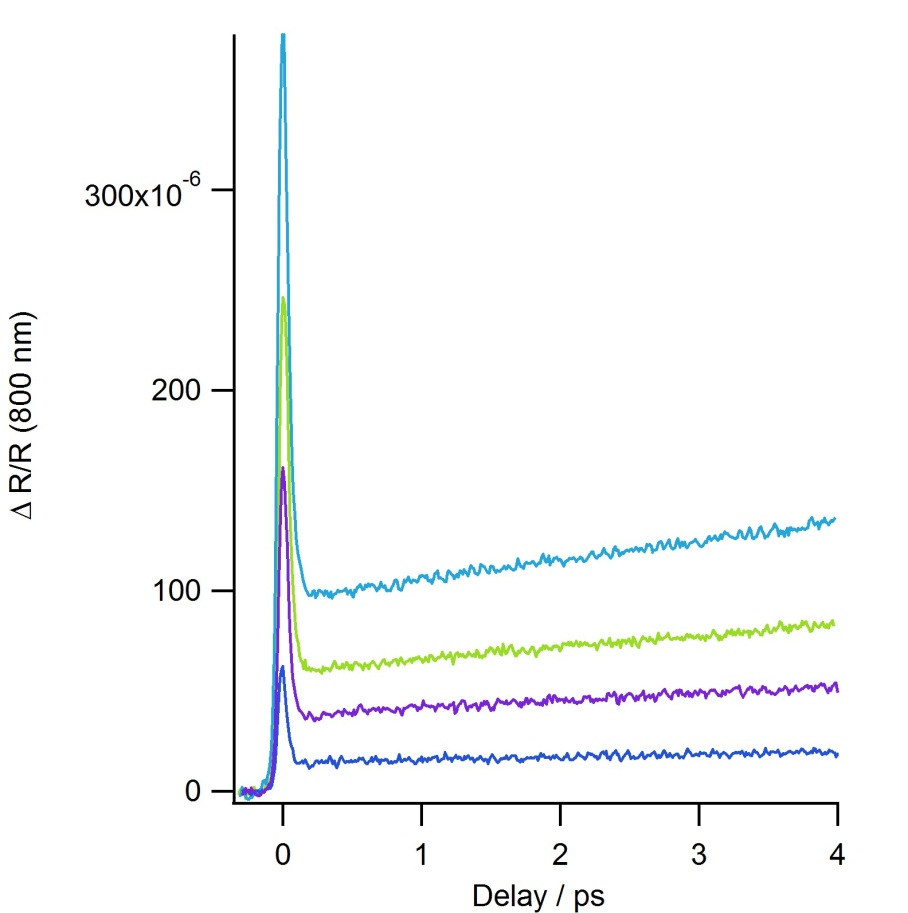 300x10-6
200
100
0
Δ R/R (800 nm)
0 1 2 3 4
Delay / ps